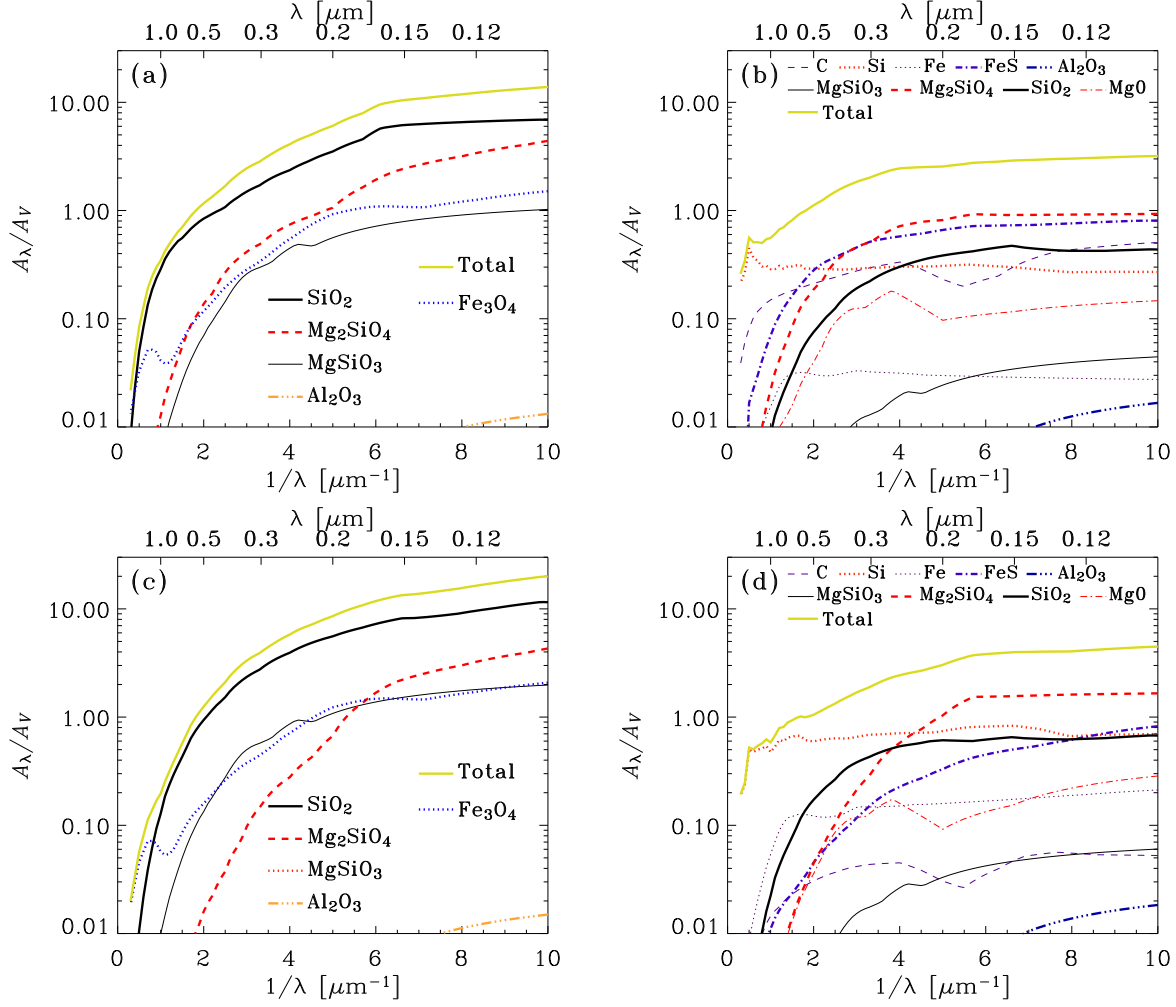 λ [μm]
1.0 0.5 0.3 0.2 0.15 0.12
(a)
10.00
1.00
0.10
0.01
A_λ/A_V
Total
SiO₂
Fe₃O₄
Mg₂SiO₄
MgSiO₃
Al₂O₃
0 2 4 6 8 10
1/λ [μm⁻¹]
λ [μm]
1.0 0.5 0.3 0.2 0.15 0.12
(b)
C Si Fe FeS Al₂O₃
MgSiO₃ Mg₂SiO₄ SiO₂ MgO
Total
10.00
1.00
0.10
0.01
A_λ/A_V
0 2 4 6 8 10
1/λ [μm⁻¹]
λ [μm]
1.0 0.5 0.3 0.2 0.15 0.12
(c)
10.00
1.00
0.10
0.01
A_λ/A_V
Total
SiO₂
Fe₃O₄
Mg₂SiO₄
MgSiO₃
Al₂O₃
0 2 4 6 8 10
1/λ [μm⁻¹]
λ [μm]
1.0 0.5 0.3 0.2 0.15 0.12
(d)
C Si Fe FeS Al₂O₃
MgSiO₃ Mg₂SiO₄ SiO₂ MgO
Total
10.00
1.00
0.10
0.01
A_λ/A_V
0 2 4 6 8 10
1/λ [μm⁻¹]